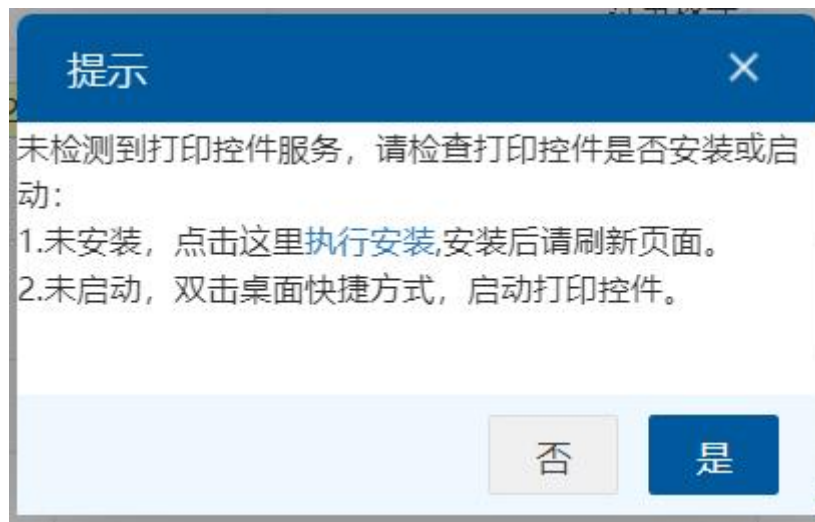 提示
未检测到打印控件服务，请检查打印控件是否安装或启
动：
1.未安装，点击这里执行安装,安装后请刷新页面。
2.未启动，双击桌面快捷方式，启动打印控件。
否
是